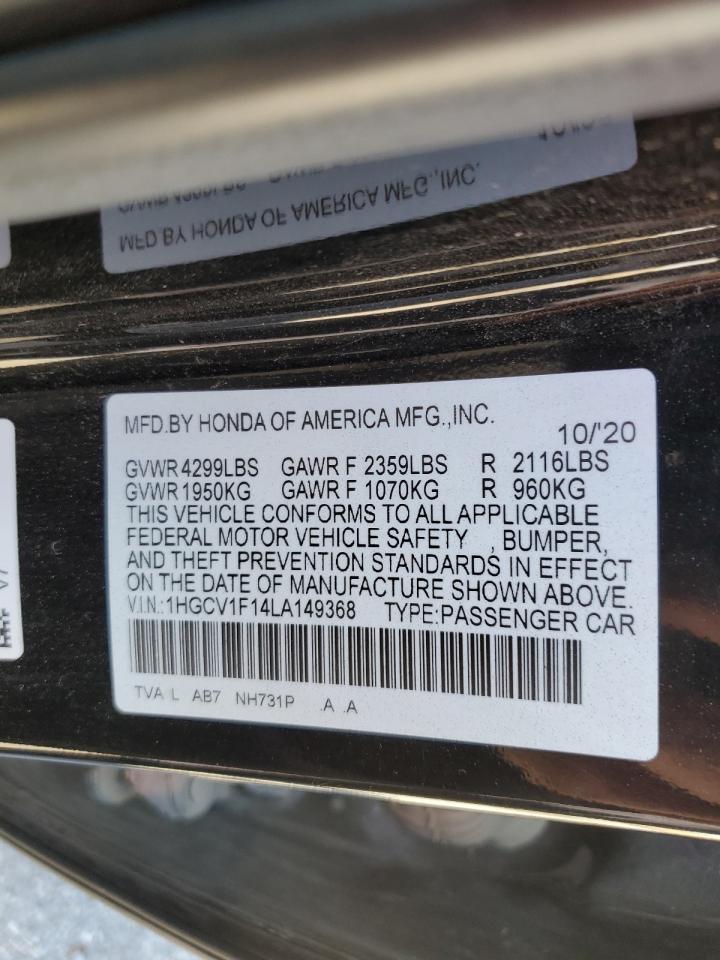 MFD.BY HONDA OF AMERICA MFG.,INC.
MFD.BY HONDA OF AMERICA MFG.,INC.
10/'20
GVWR 4299LBS GAWR F 2359LBS R 2116LBS
GVWR 1950KG GAWR F 1070KG R 960KG
THIS VEHICLE CONFORMS TO ALL APPLICABLE
FEDERAL MOTOR VEHICLE SAFETY , BUMPER,
AND THEFT PREVENTION STANDARDS IN EFFECT
ON THE DATE OF MANUFACTURE SHOWN ABOVE.
V.I.N.:1HGCV1F14LA149368 TYPE:PASSENGER CAR
TVA L AB7 NH731P .A .A